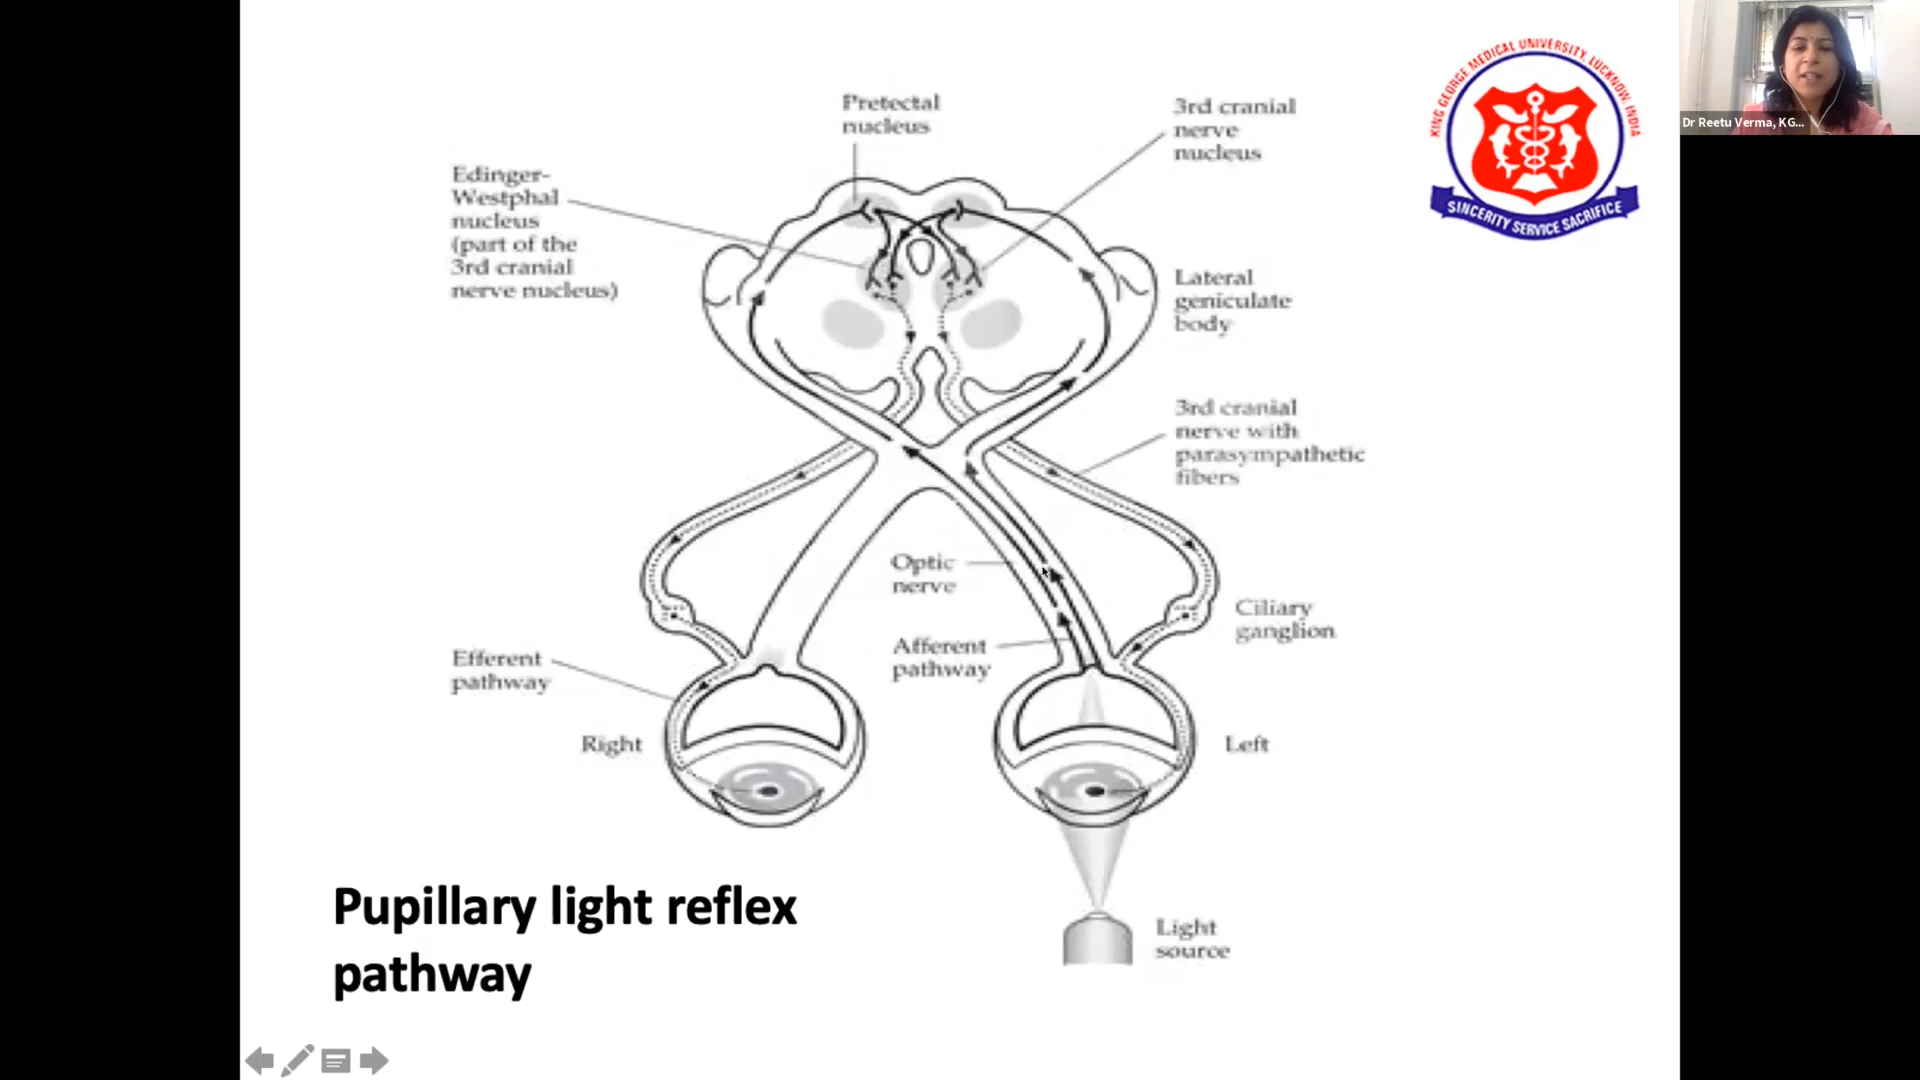 Pretectal
nucleus
3rd cranial
nerve
nucleus
Edinger-
Westphal
nucleus
(part of the
3rd cranial
nerve nucleus)
Lateral
geniculate
body
3rd cranial
nerve with
parasympathetic
fibers
Optic
nerve
Afferent
pathway
Ciliary
ganglion
Efferent
pathway
Right
Left
Light
source
Pupillary light reflex
pathway
KING GEORGE MEDICAL UNIVERSITY, LUCKNOW, INDIA
SINCERITY SERVICE SACRIFICE
Dr Reetu Verma, KG...